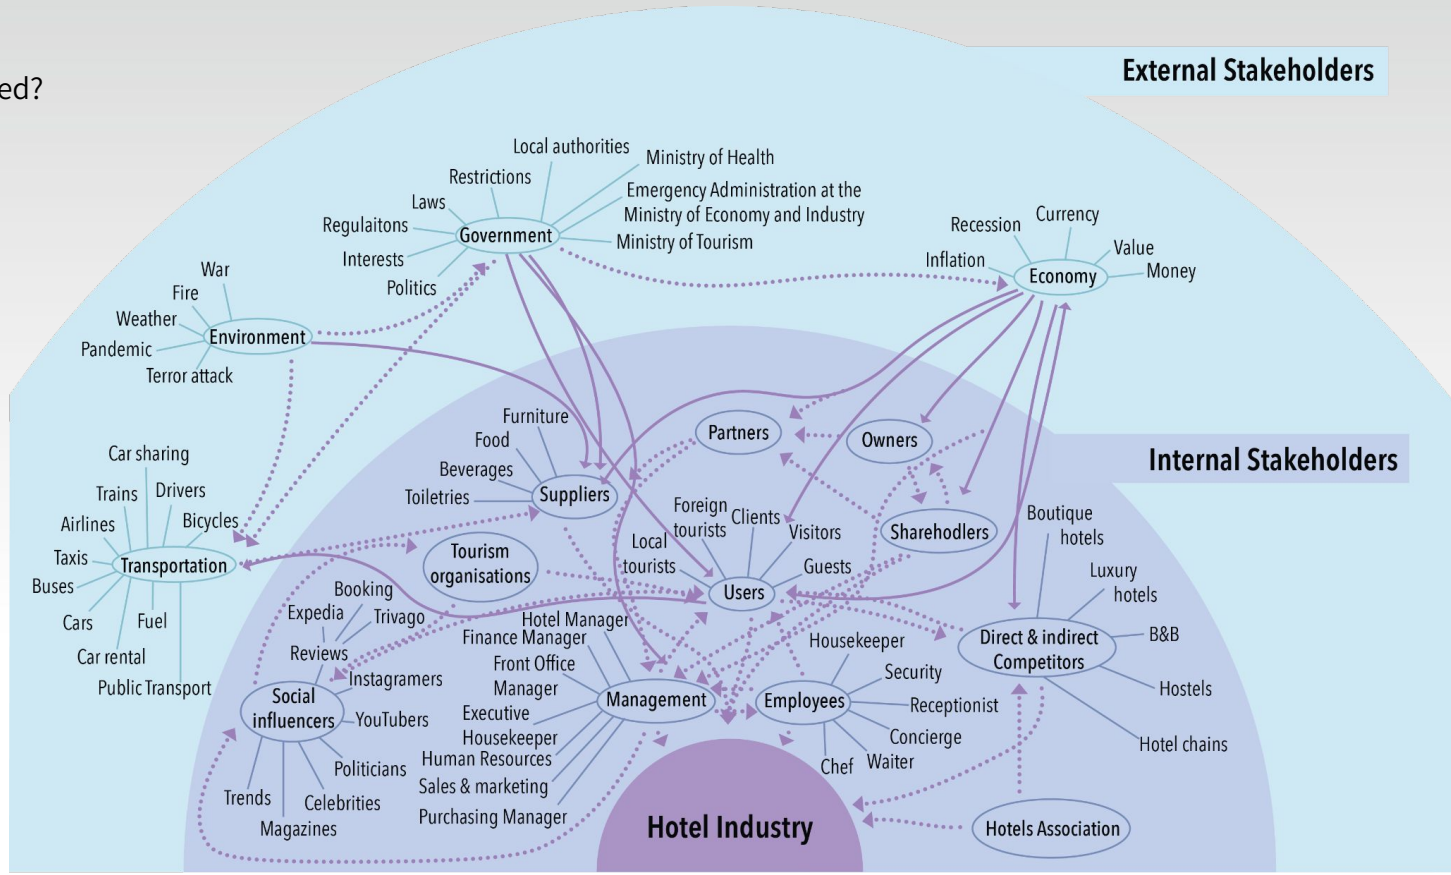 ed?
External Stakeholders
Local authorities
Ministry of Health
Restrictions
Emergency Administration at the
Ministry of Economy and Industry
Laws
Regulaitons
Government
Ministry of Tourism
Interests
Politics
Recession
Currency
Inflation
Value
Economy
Money
War
Fire
Weather
Environment
Pandemic
Terror attack
Internal Stakeholders
Furniture
Food
Beverages
Suppliers
Toiletries
Partners
Owners
Sharehodlers
Car sharing
Trains
Drivers
Airlines
Bicycles
Taxis
Transportation
Buses
Cars
Fuel
Car rental
Public Transport
Tourism
organisations
Foreign
tourists
Clients
Visitors
Local
tourists
Guests
Users
Boutique
hotels
Luxury
hotels
Direct & indirect
Competitors
B&B
Hostels
Hotel chains
Booking
Expedia
Trivago
Reviews
Instagramers
Social
influencers
YouTubers
Politicians
Trends
Celebrities
Magazines
Hotel Manager
Finance Manager
Front Office
Manager
Management
Executive
Housekeeper
Human Resources
Sales & marketing
Purchasing Manager
Housekeeper
Security
Employees
Receptionist
Concierge
Waiter
Chef
Hotel Industry
Hotels Association